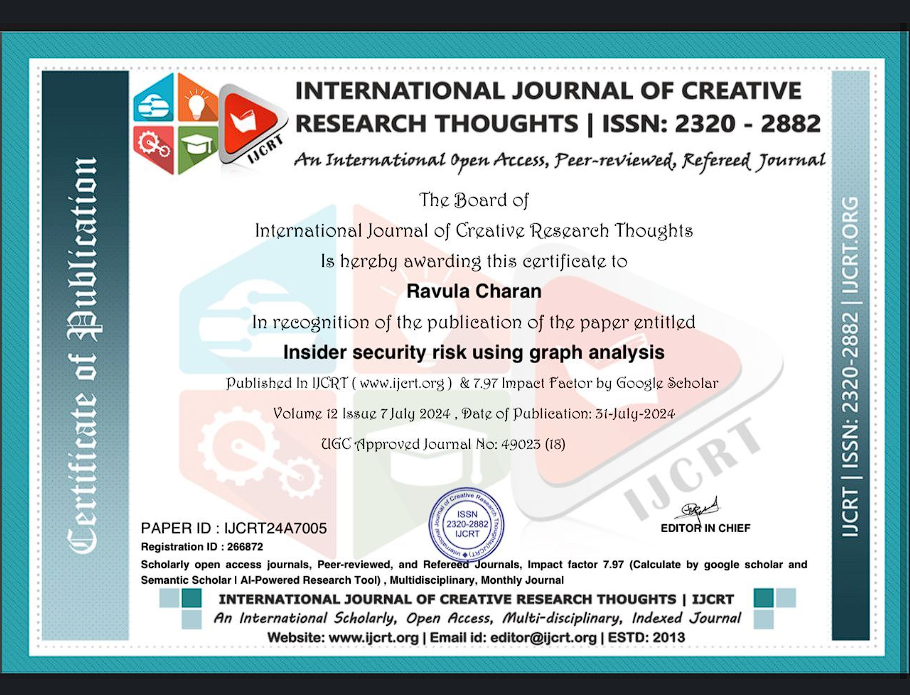 INTERNATIONAL JOURNAL OF CREATIVE
RESEARCH THOUGHTS | ISSN: 2320 - 2882
An International Open Access, Peer-reviewed, Refereed Journal
IJCRT
Certificate of Publication
The Board of
International Journal of Creative Research Thoughts
Is hereby awarding this certificate to
Ravula Charan
In recognition of the publication of the paper entitled
Insider security risk using graph analysis
Published In IJCRT ( www.ijcrt.org ) & 7.97 Impact Factor by Google Scholar
Volume 12 Issue 7 July 2024 , Date of Publication: 31-July-2024
UGC Approved Journal No: 49023 (18)
IJCRT
IJCRT | ISSN: 2320-2882 | IJCRT.ORG
PAPER ID : IJCRT24A7005
Registration ID : 266872
International Journal of Creative Research Thoughts (IJCRT)
ISSN
2320-2882
IJCRT
EDITOR IN CHIEF
Scholarly open access journals, Peer-reviewed, and Refereed Journals, Impact factor 7.97 (Calculate by google scholar and
Semantic Scholar | AI-Powered Research Tool) , Multidisciplinary, Monthly Journal
INTERNATIONAL JOURNAL OF CREATIVE RESEARCH THOUGHTS | IJCRT
An International Scholarly, Open Access, Multi-disciplinary, Indexed Journal
Website: www.ijcrt.org | Email id: editor@ijcrt.org | ESTD: 2013